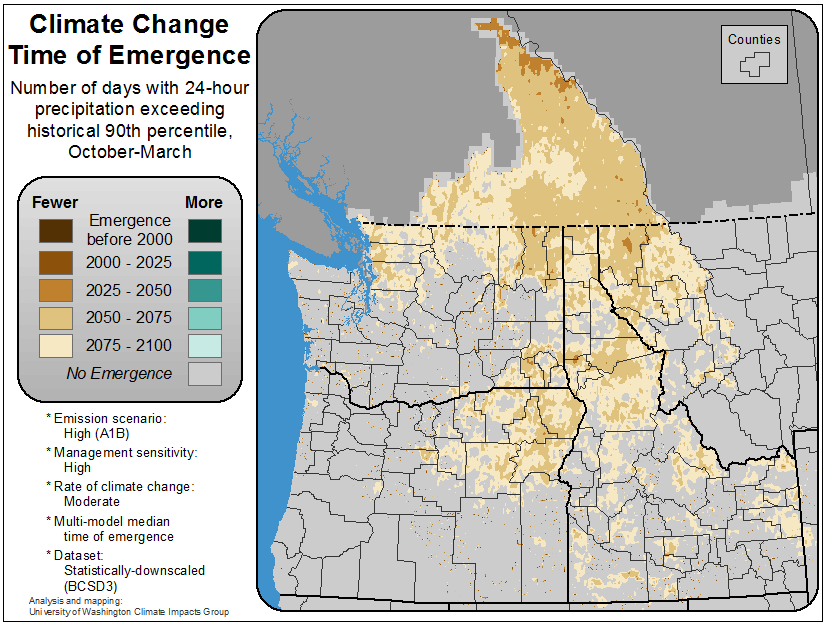 Climate Change
Time of Emergence
Number of days with 24-hour
precipitation exceeding
historical 90th percentile,
October-March
Fewer
More
Emergence
before 2000
2000 - 2025
2025 - 2050
2050 - 2075
2075 - 2100
No Emergence
* Emission scenario:
High (A1B)
* Management sensitivity:
High
* Rate of climate change:
Moderate
* Multi-model median
time of emergence
* Dataset:
Statistically-downscaled
(BCSD3)
Analysis and mapping:
University of Washington Climate Impacts Group
Counties